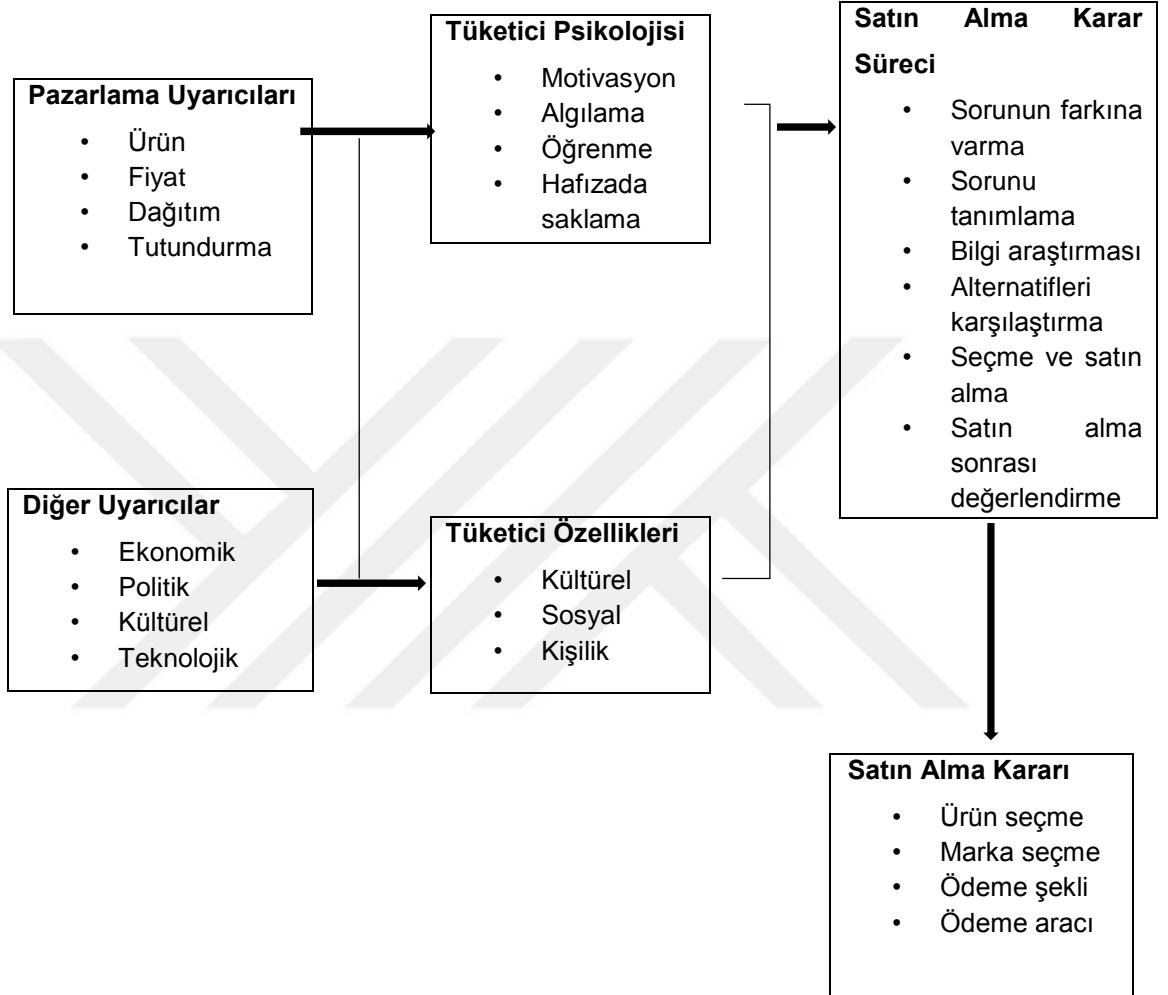 Pazarlama Uyarıcıları
• Ürün
• Fiyat
• Dağıtım
• Tutundurma
Diğer Uyarıcılar
• Ekonomik
• Politik
• Kültürel
• Teknolojik
Tüketici Psikolojisi
• Motivasyon
• Algılama
• Öğrenme
• Hafızada
saklama
Tüketici Özellikleri
• Kültürel
• Sosyal
• Kişilik
Satın Alma Karar
Süreci
• Sorunun farkına
varma
• Sorunu
tanımlama
• Bilgi araştırması
• Alternatifleri
karşılaştırma
• Seçme ve satın
alma
• Satın alma
sonrası
değerlendirme
Satın Alma Kararı
• Ürün seçme
• Marka seçme
• Ödeme şekli
• Ödeme aracı